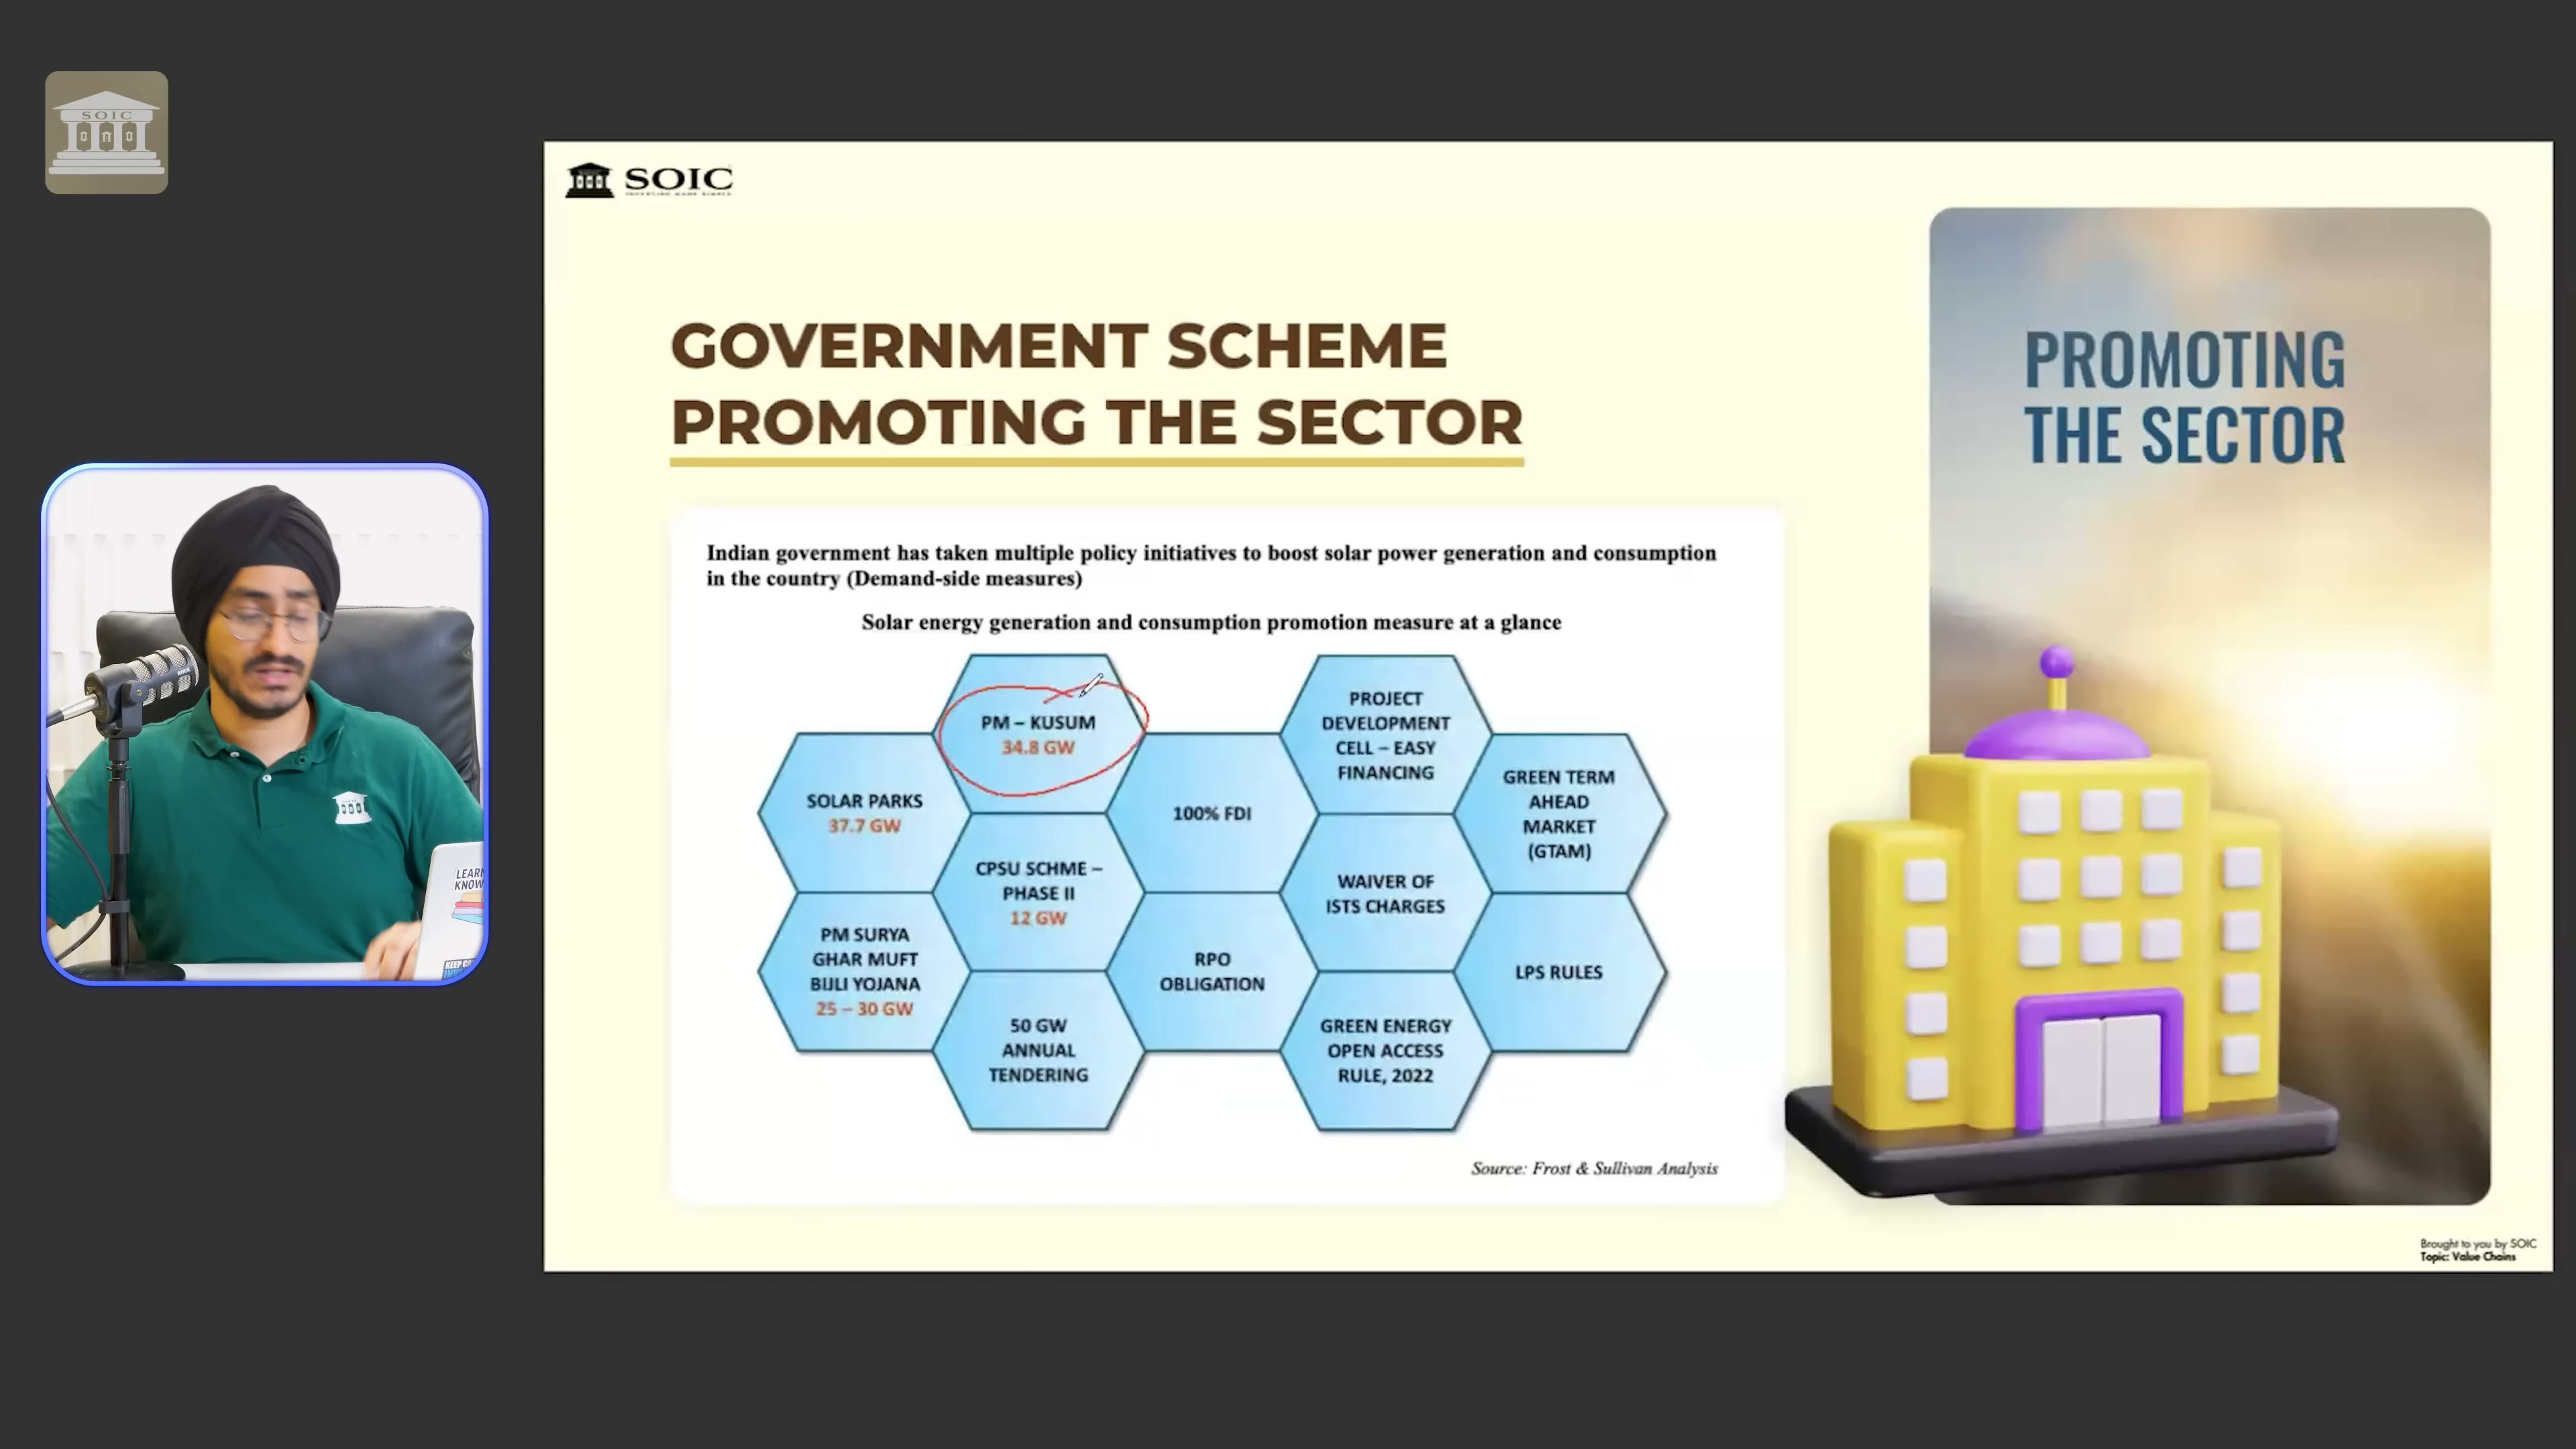 SOIC
SOIC
GOVERNMENT SCHEME
PROMOTING THE SECTOR
PROMOTING
THE SECTOR
Indian government has taken multiple policy initiatives to boost solar power generation and consumption
in the country (Demand-side measures)
Solar energy generation and consumption promotion measure at a glance
PM – KUSUM
34.8 GW
PROJECT
DEVELOPMENT
CELL – EASY
FINANCING
SOLAR PARKS
37.7 GW
100% FDI
GREEN TERM
AHEAD
MARKET
(GTAM)
CPSU SCHME –
PHASE II
12 GW
WAIVER OF
ISTS CHARGES
PM SURYA
GHAR MUFT
BIJLI YOJANA
25 – 30 GW
RPO
OBLIGATION
LPS RULES
50 GW
ANNUAL
TENDERING
GREEN ENERGY
OPEN ACCESS
RULE, 2022
Source: Frost & Sullivan Analysis
Brought to you by SOIC
Topic: Value Chains